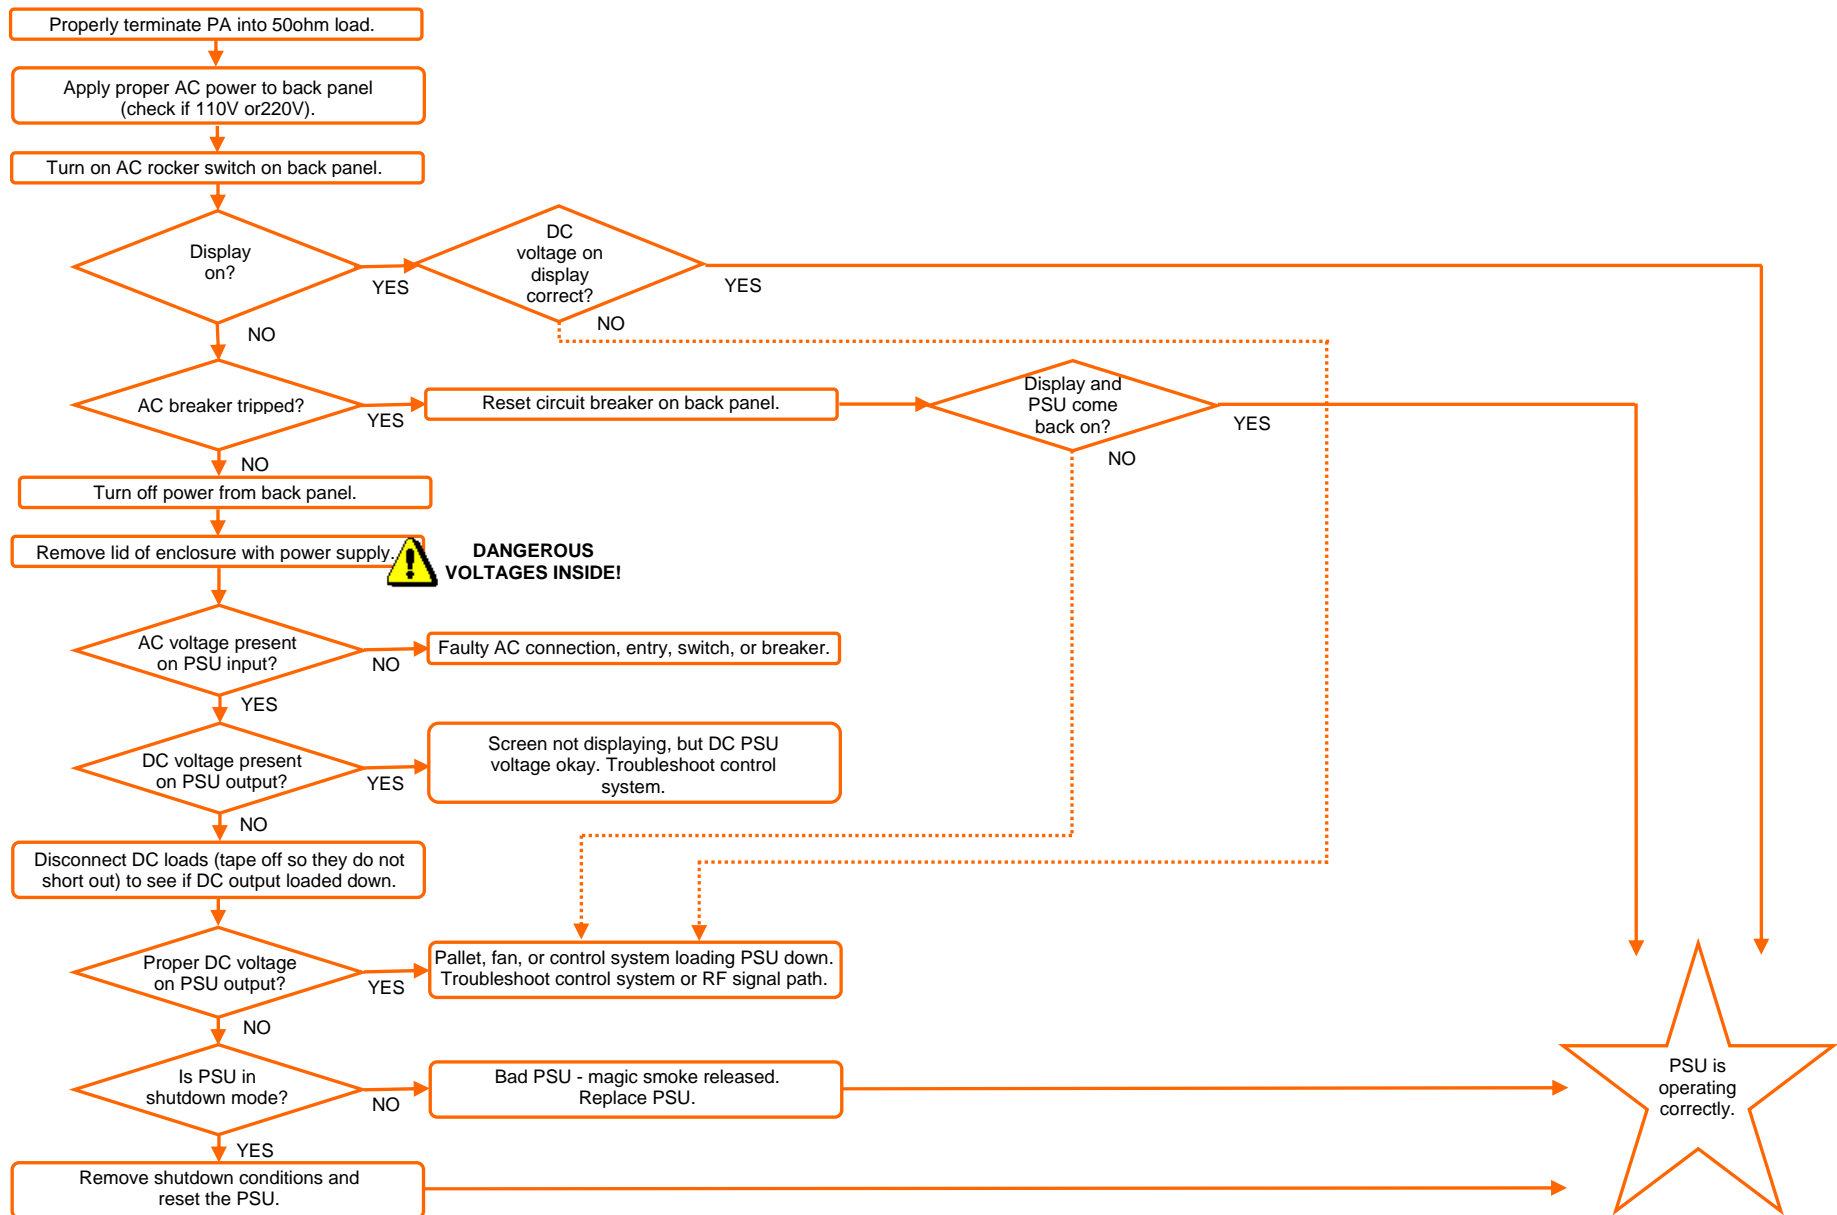 Properly terminate PA into 50ohm load.
Apply proper AC power to back panel
(check if 110V or220V).
Turn on AC rocker switch on back panel.
Display
on?
YES
NO
DC
voltage on
display
correct?
YES
NO
AC breaker tripped?
YES
NO
Reset circuit breaker on back panel.
Display and
PSU come
back on?
YES
NO
Turn off power from back panel.
Remove lid of enclosure with power supply.
!
DANGEROUS
VOLTAGES INSIDE!
AC voltage present
on PSU input?
NO
YES
Faulty AC connection, entry, switch, or breaker.
DC voltage present
on PSU output?
YES
NO
Screen not displaying, but DC PSU
voltage okay. Troubleshoot control
system.
Disconnect DC loads (tape off so they do not
short out) to see if DC output loaded down.
Proper DC voltage
on PSU output?
YES
NO
Pallet, fan, or control system loading PSU down.
Troubleshoot control system or RF signal path.
Is PSU in
shutdown mode?
NO
YES
Bad PSU - magic smoke released.
Replace PSU.
Remove shutdown conditions and
reset the PSU.
PSU is
operating
correctly.